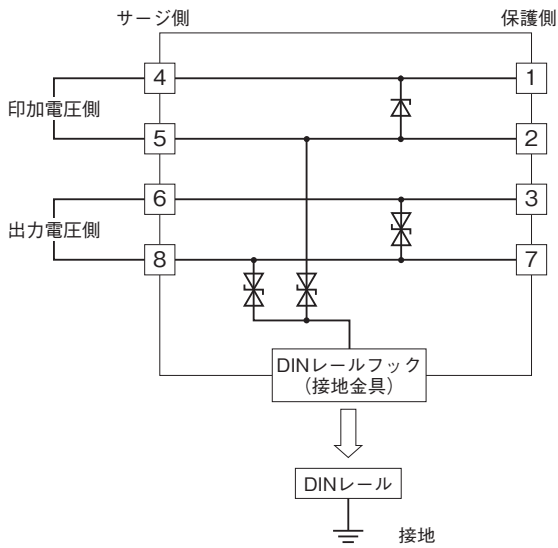 サージ側
保護側
4
1
印加電圧側
5
2
6
3
出力電圧側
8
7
DINレールフック
(接地金具)
DINレール
接地